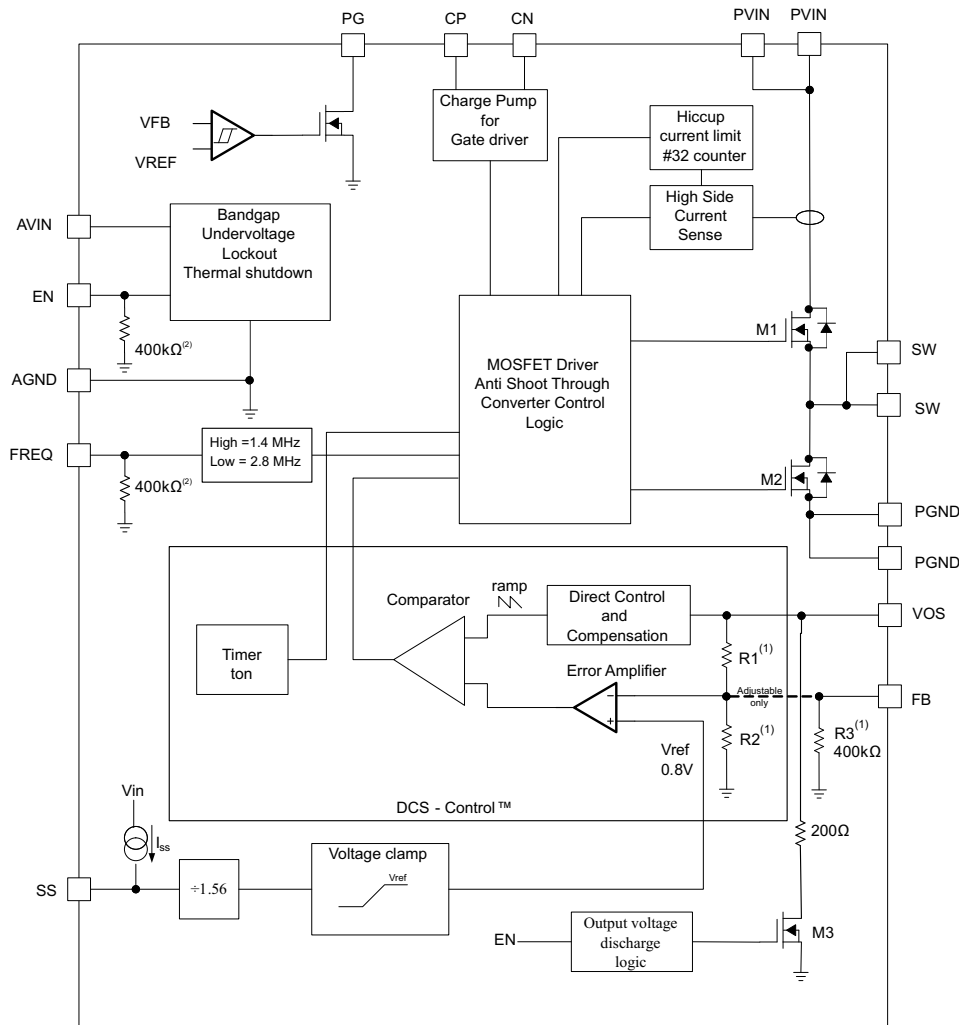 PG
CP
CN
PVIN
PVIN
Charge Pump
for
Gate driver
Hiccup
current limit
#32 counter
VFB
VREF
High Side
Current
Sense
AVIN
Bandgap
Undervoltage
Lockout
Thermal shutdown
EN
400kΩ(2)
AGND
MOSFET Driver
Anti Shoot Through
Converter Control
Logic
M1
SW
SW
FREQ
High =1.4 MHz
Low = 2.8 MHz
400kΩ(2)
M2
PGND
PGND
Comparator
ramp
Direct Control
and
Compensation
VOS
Timer
ton
Error Amplifier
R1(1)
Adjustable
only
FB
−
+
R2(1)
R3(1)
400kΩ
Vref
0.8V
DCS - Control™
Vin
Iss
200Ω
SS
÷1.56
Voltage clamp
Vref
EN
Output voltage
discharge
logic
M3